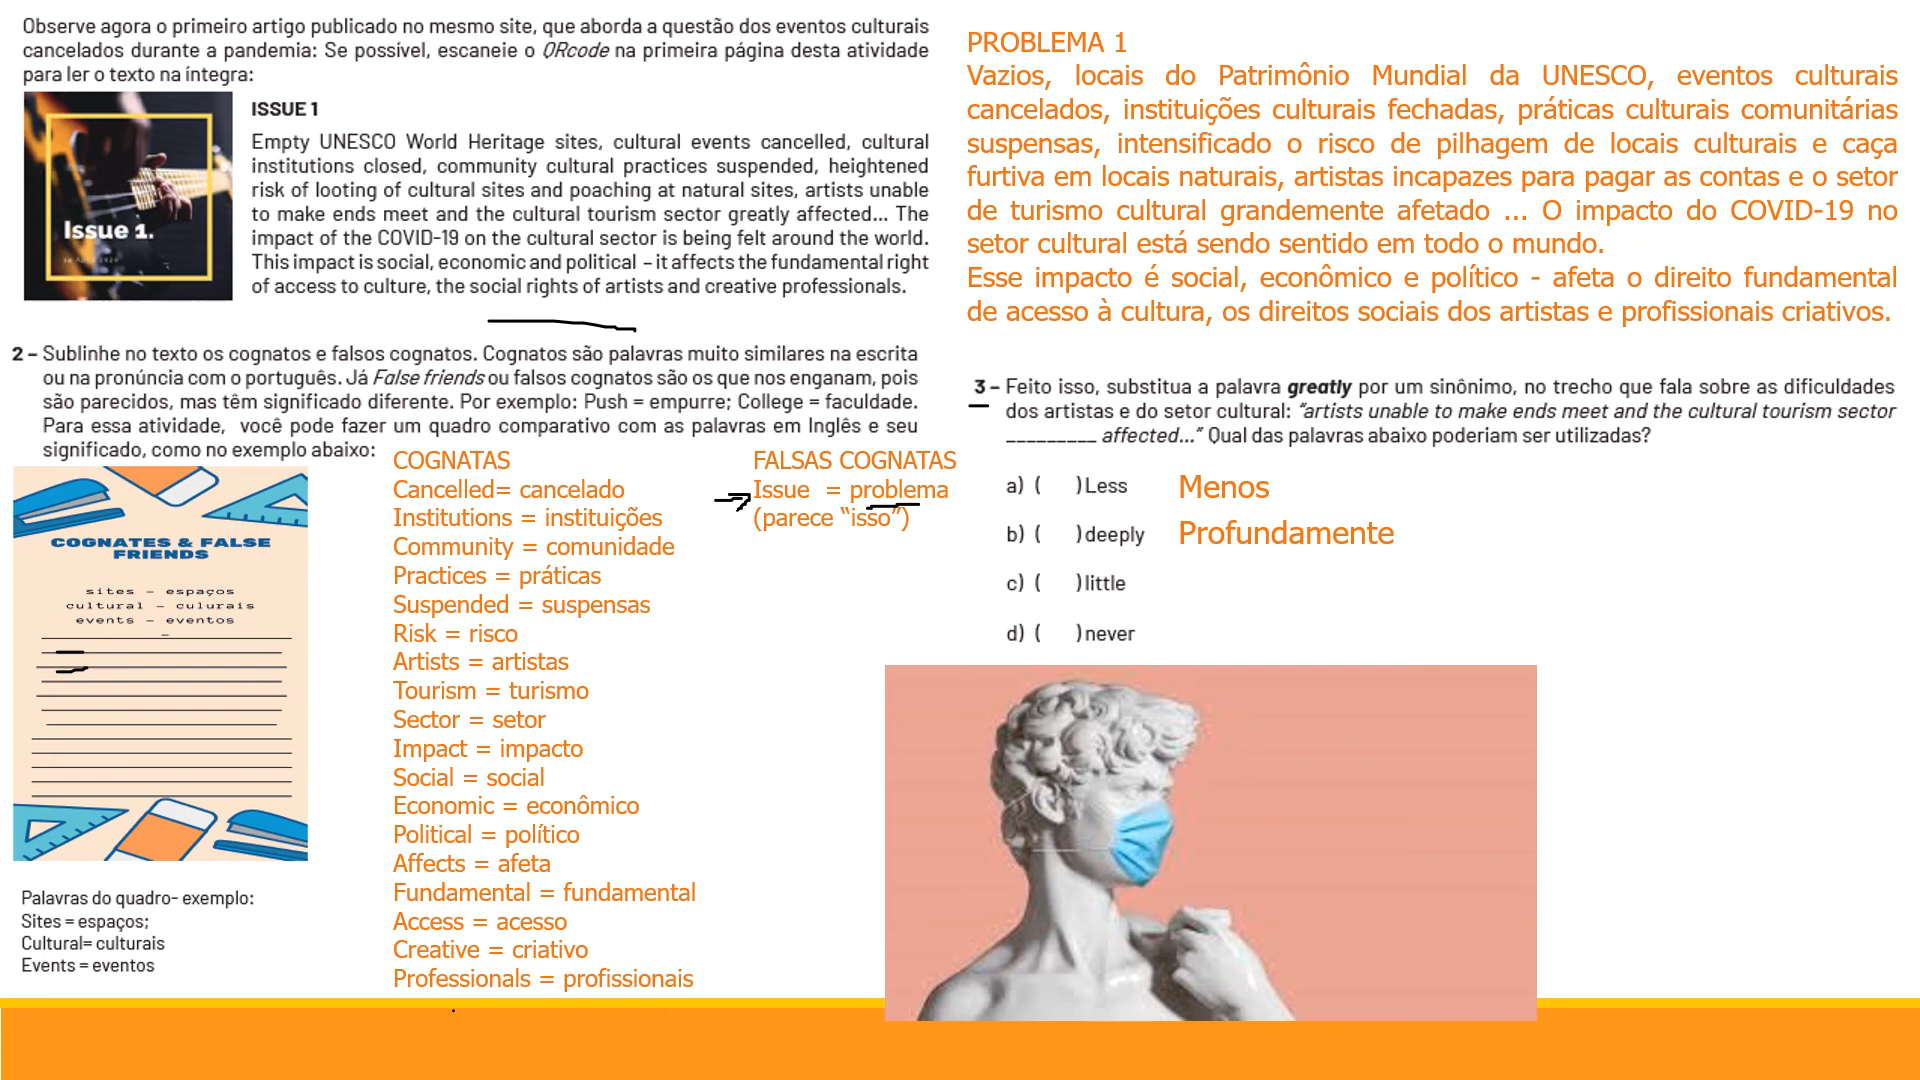 Observe agora o primeiro artigo publicado no mesmo site, que aborda a questão dos eventos culturais
cancelados durante a pandemia: Se possível, escaneie o QRcode na primeira página desta atividade
para ler o texto na íntegra:
Issue 1.
ISSUE 1
Empty UNESCO World Heritage sites, cultural events cancelled, cultural
institutions closed, community cultural practices suspended, heightened
risk of looting of cultural sites and poaching at natural sites, artists unable
to make ends meet and the cultural tourism sector greatly affected... The
impact of the COVID-19 on the cultural sector is being felt around the world.
This impact is social, economic and political – it affects the fundamental right
of access to culture, the social rights of artists and creative professionals.
2 – Sublinhe no texto os cognatos e falsos cognatos. Cognatos são palavras muito similares na escrita
ou na pronúncia com o português. Já False friends ou falsos cognatos são os que nos enganam, pois
são parecidos, mas têm significado diferente. Por exemplo: Push = empurre; College = faculdade.
Para essa atividade, você pode fazer um quadro comparativo com as palavras em Inglês e seu
significado, como no exemplo abaixo:
COGNATES & FALSE
FRIENDS
sites – espaços
cultural – culurais
events – eventos
–
Palavras do quadro- exemplo:
Sites = espaços;
Cultural= culturais
Events = eventos
COGNATAS
Cancelled= cancelado
Institutions = instituições
Community = comunidade
Practices = práticas
Suspended = suspensas
Risk = risco
Artists = artistas
Tourism = turismo
Sector = setor
Impact = impacto
Social = social
Economic = econômico
Political = político
Affects = afeta
Fundamental = fundamental
Access = acesso
Creative = criativo
Professionals = profissionais
FALSAS COGNATAS
Issue = problema
(parece “isso”)
PROBLEMA 1
Vazios, locais do Patrimônio Mundial da UNESCO, eventos culturais
cancelados, instituições culturais fechadas, práticas culturais comunitárias
suspensas, intensificado o risco de pilhagem de locais culturais e caça
furtiva em locais naturais, artistas incapazes para pagar as contas e o setor
de turismo cultural grandemente afetado ... O impacto do COVID-19 no
setor cultural está sendo sentido em todo o mundo.
Esse impacto é social, econômico e político - afeta o direito fundamental
de acesso à cultura, os direitos sociais dos artistas e profissionais criativos.
3 – Feito isso, substitua a palavra greatly por um sinônimo, no trecho que fala sobre as dificuldades
dos artistas e do setor cultural: “artists unable to make ends meet and the cultural tourism sector
_________ affected...” Qual das palavras abaixo poderiam ser utilizadas?
a) ( ) Less Menos
b) ( ) deeply Profundamente
c) ( ) little
d) ( ) never